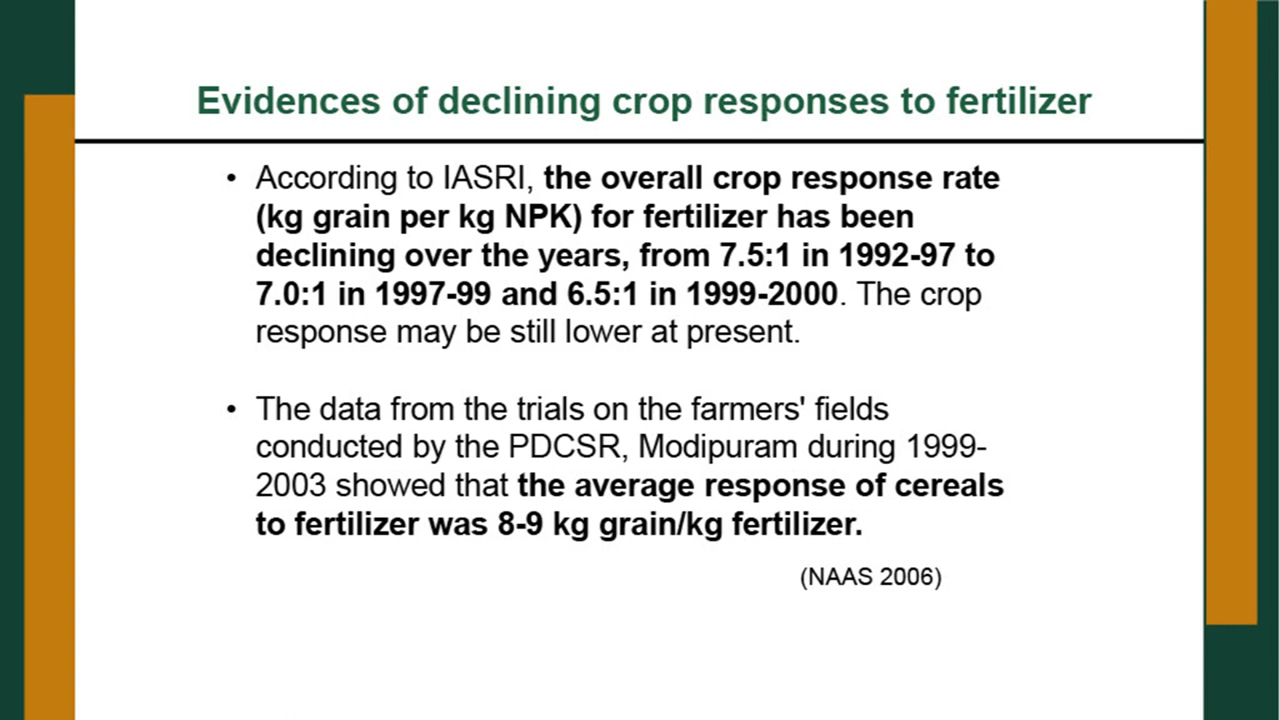 Evidences of declining crop responses to fertilizer
• According to IASRI, the overall crop response rate
(kg grain per kg NPK) for fertilizer has been
declining over the years, from 7.5:1 in 1992-97 to
7.0:1 in 1997-99 and 6.5:1 in 1999-2000. The crop
response may be still lower at present.
• The data from the trials on the farmers' fields
conducted by the PDCSR, Modipuram during 1999-
2003 showed that the average response of cereals
to fertilizer was 8-9 kg grain/kg fertilizer.
(NAAS 2006)